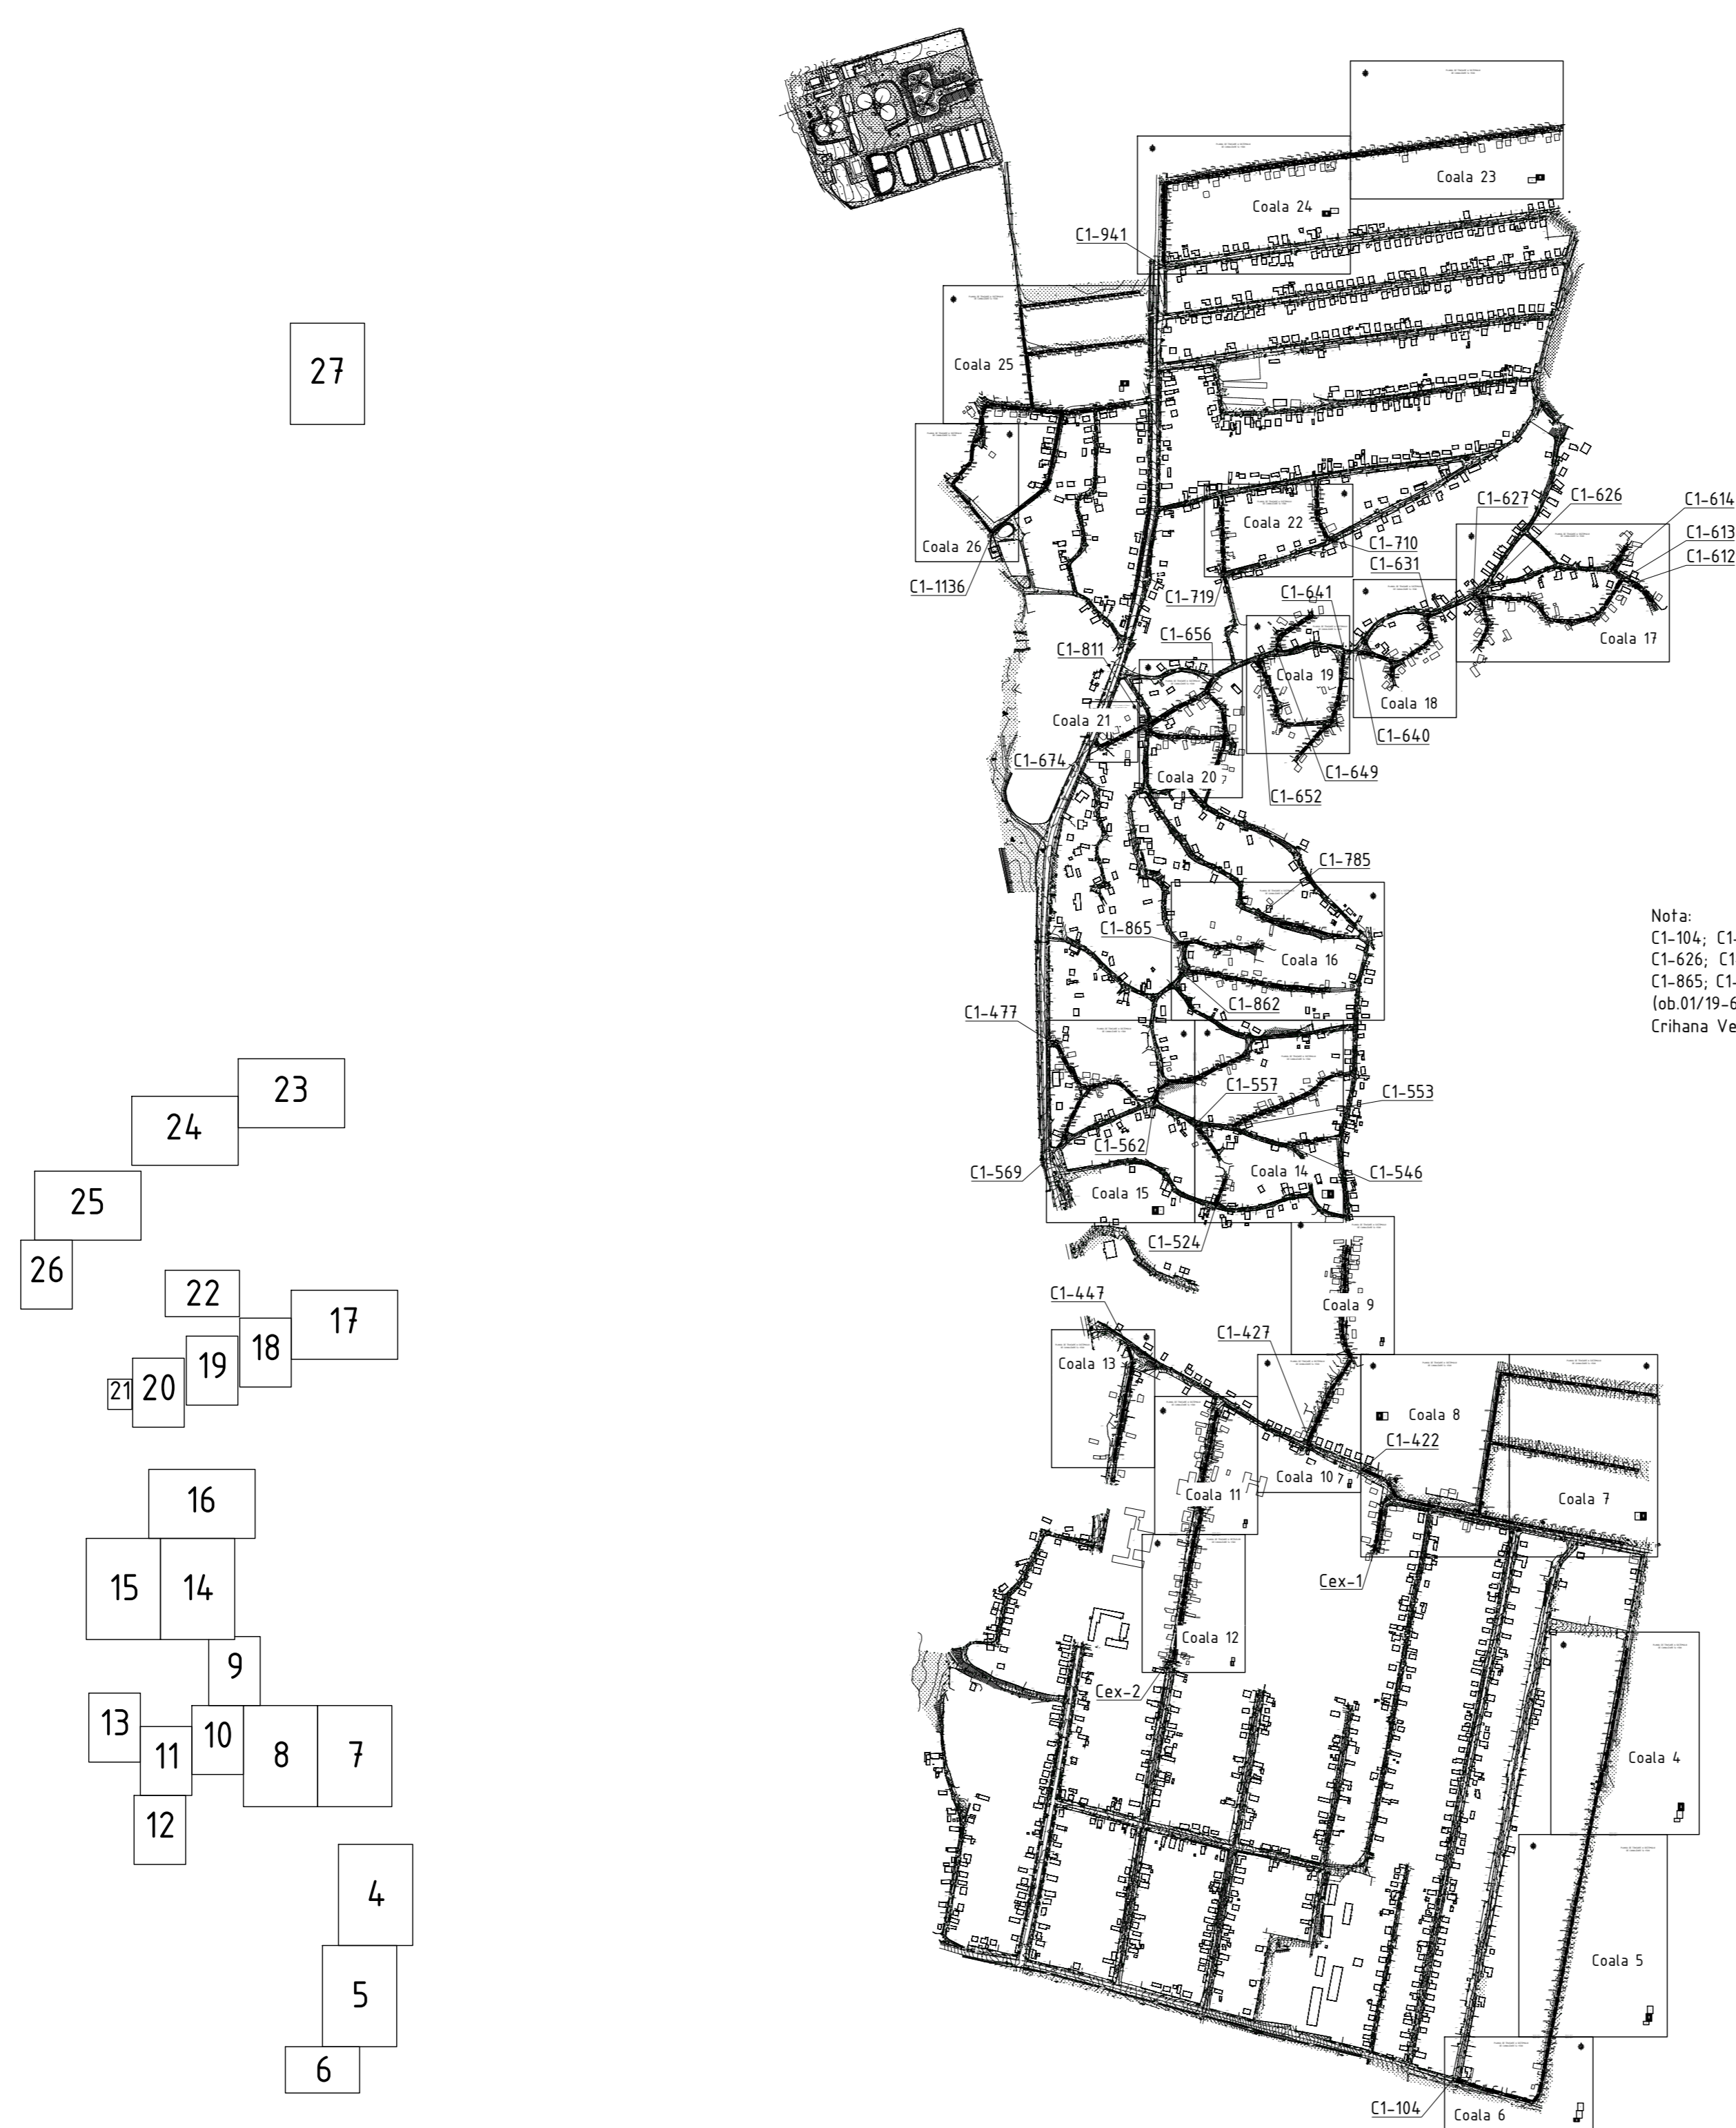 27
23
24
25
26
22
17
18
19
20
21
16
15
14
9
13
10
11
8
7
12
4
5
6
Coala 23
Coala 24
C1-941
Coala 25
Coala 26
C1-1136
Coala 22
C1-710
C1-631
C1-719
C1-641
C1-627
C1-626
C1-614
C1-613
C1-612
Coala 17
C1-656
C1-811
Coala 19
Coala 18
Coala 21
C1-640
C1-674
Coala 20
C1-649
C1-652
C1-785
C1-865
Coala 16
C1-862
C1-477
C1-557
C1-553
C1-562
C1-569
Coala 14
C1-546
Coala 15
C1-524
Nota:
C1-104; C1-
C1-626; C1
C1-865; C1-
(ob.01/19-6
Crihana Ve
C1-447
Coala 9
C1-427
Coala 13
Coala 8
C1-422
Coala 10
Coala 11
Coala 7
Cex-1
Coala 12
Cex-2
Coala 4
Coala 5
C1-104
Coala 6